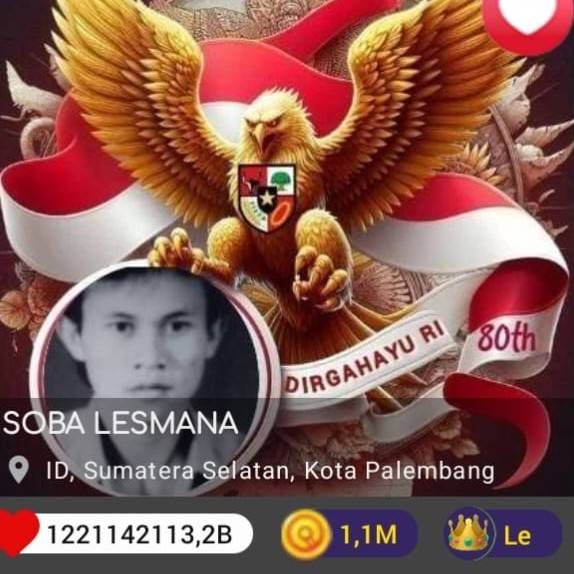 DIRGAHAYU RI 80th
SOBA LESMANA
ID, Sumatera Selatan, Kota Palembang
1221142113,2B
1,1M
Le